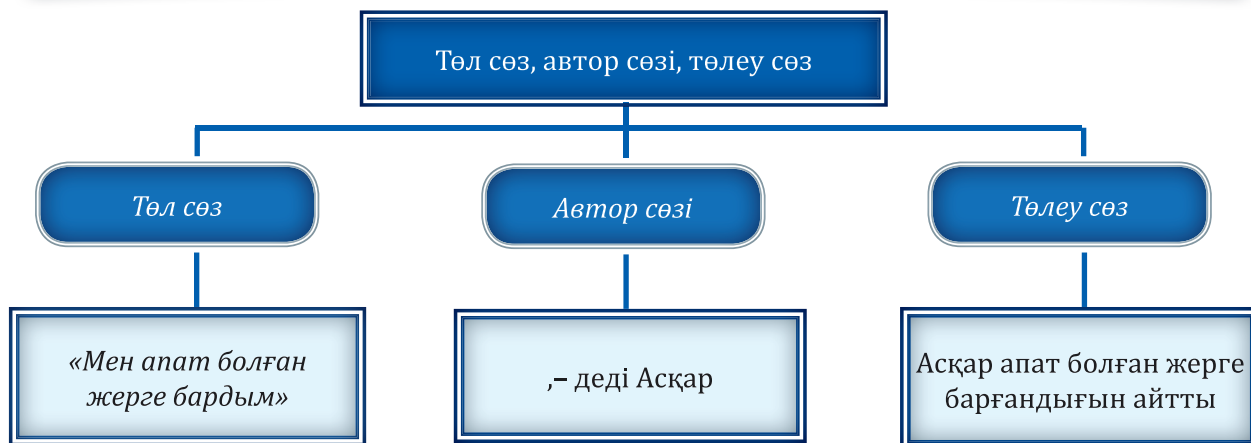 Төл сөз, автор сөзі, төлеу сөз
Төл сөз
Автор сөзі
Төлеу сөз
«Мен апат болған
жерге бардым»
,– деді Асқар
Асқар апат болған жерге
барғандығын айтты